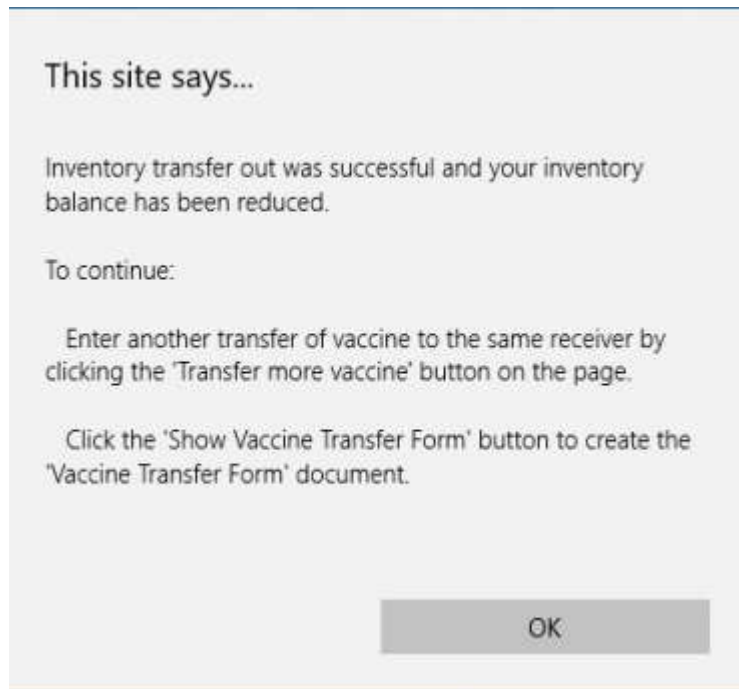 This site says...
Inventory transfer out was successful and your inventory
balance has been reduced.
To continue:
Enter another transfer of vaccine to the same receiver by
clicking the 'Transfer more vaccine' button on the page.
Click the 'Show Vaccine Transfer Form' button to create the
'Vaccine Transfer Form' document.
OK